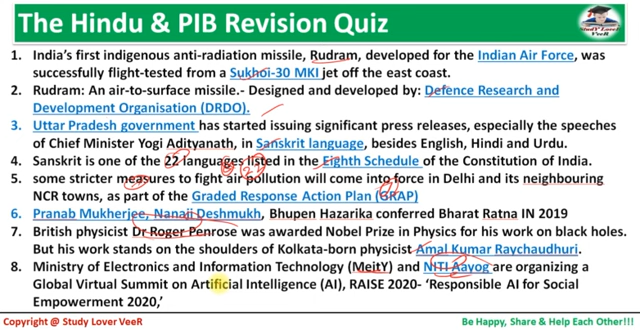 The Hindu & PIB Revision Quiz
StudY LoveR
VeeR
1. India's first indigenous anti-radiation missile, Rudram, developed for the Indian Air Force, was
successfully flight-tested from a Sukhoi-30 MKI jet off the east coast.
2. Rudram: An air-to-surface missile.- Designed and developed by: Defence Research and
Development Organisation (DRDO).
3. Uttar Pradesh government has started issuing significant press releases, especially the speeches
of Chief Minister Yogi Adityanath, in Sanskrit language, besides English, Hindi and Urdu.
4. Sanskrit is one of the 22 languages listed in the Eighth Schedule of the Constitution of India.
5. some stricter measures to fight air pollution will come into force in Delhi and its neighbouring
NCR towns, as part of the Graded Response Action Plan (GRAP)
6. Pranab Mukherjee, Nanaji Deshmukh, Bhupen Hazarika conferred Bharat Ratna IN 2019
7. British physicist Dr Roger Penrose was awarded Nobel Prize in Physics for his work on black holes.
But his work stands on the shoulders of Kolkata-born physicist Amal Kumar Raychaudhuri.
8. Ministry of Electronics and Information Technology (MeitY) and NITI Aayog are organizing a
Global Virtual Summit on Artificial Intelligence (AI), RAISE 2020- 'Responsible AI for Social
Empowerment 2020,'
Copyright @ Study Lover VeeR
Be Happy, Share & Help Each Other!!!